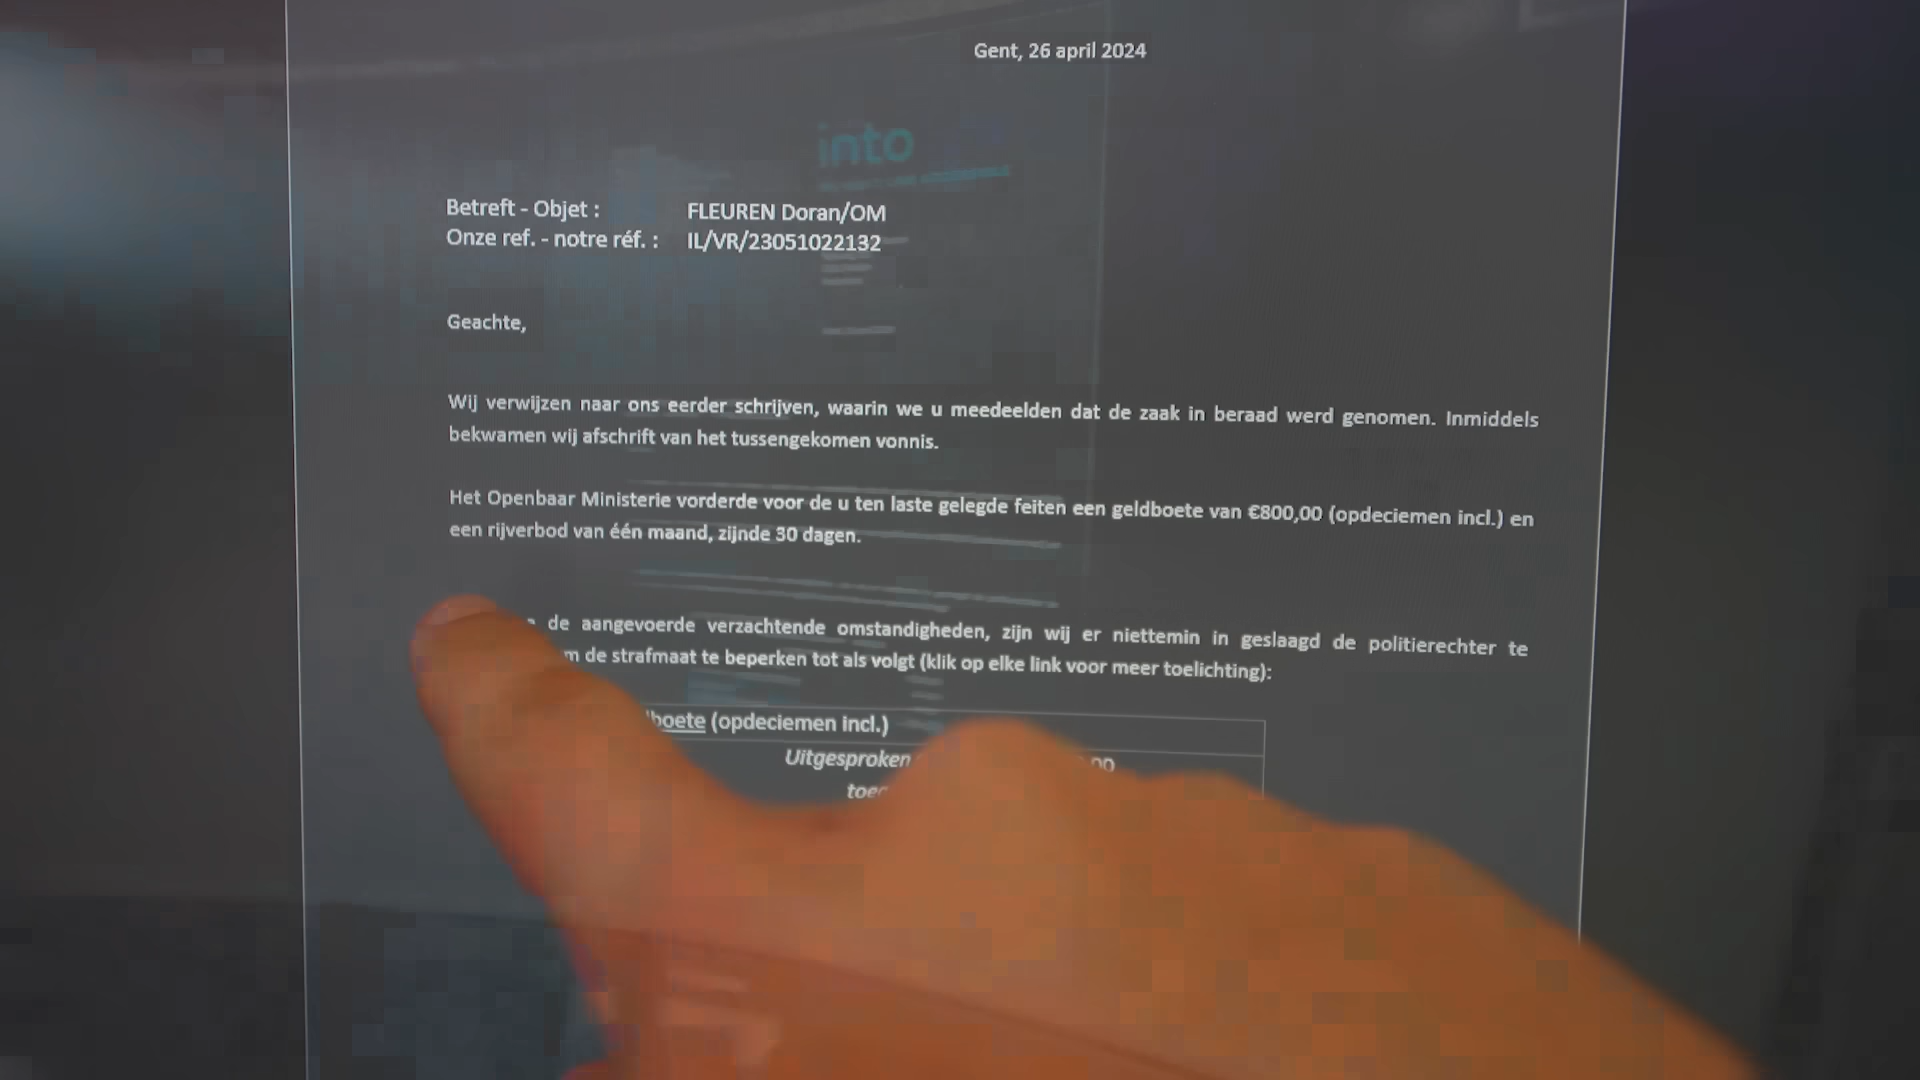 Gent, 26 april 2024
into
Betreft - Objet : FLEUREN Doran/OM
Onze ref. - notre réf. : IL/VR/23051022132
Geachte,
Wij verwijzen naar ons eerder schrijven, waarin we u meedeelden dat de zaak in beraad werd genomen. Inmiddels
bekwamen wij afschrift van het tussengekomen vonnis.
Het Openbaar Ministerie vorderde voor de u ten laste gelegde feiten een geldboete van €800,00 (opdeciemen incl.) en
een rijverbod van één maand, zijnde 30 dagen.
de aangevoerde verzachtende omstandigheden, zijn wij er niettemin in geslaagd de politierechter te
de strafmaat te beperken tot als volgt (klik op elke link voor meer toelichting):
boete (opdeciemen incl.)
Uitgesproken